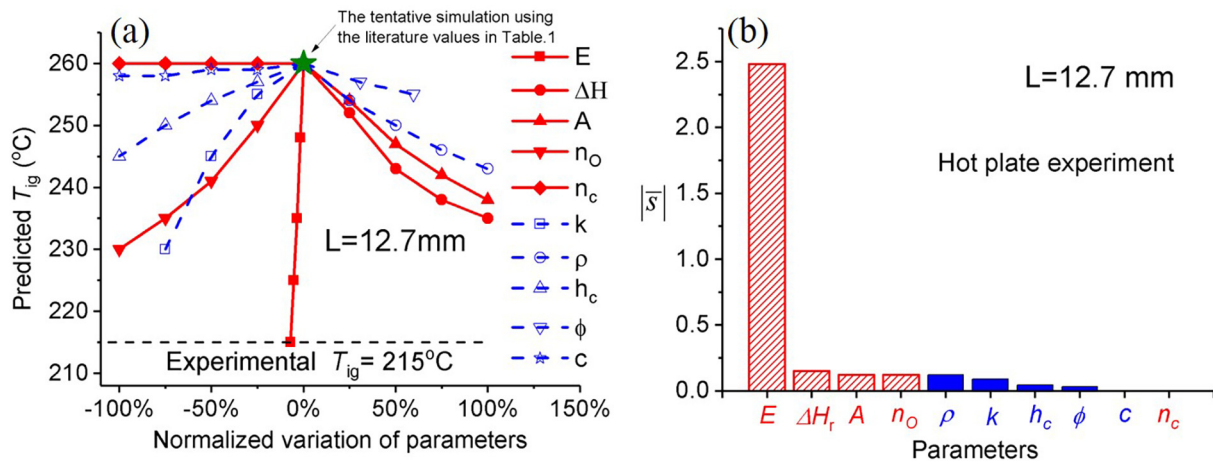 (a)
The tentative simulation using
the literature values in Table.1
Predicted T_ig (°C)
260
250
240
230
220
210
L=12.7mm
Experimental T_ig= 215°C
-100% -50% 0% 50% 100% 150%
Normalized variation of parameters
E
ΔH
A
n_O
n_c
k
ρ
h_c
ϕ
c
(b)
L=12.7 mm
Hot plate experiment
|s̅|
2.5
2.0
1.5
1.0
0.5
0.0
E ΔH_r A n_O ρ k h_c ϕ c n_c
Parameters